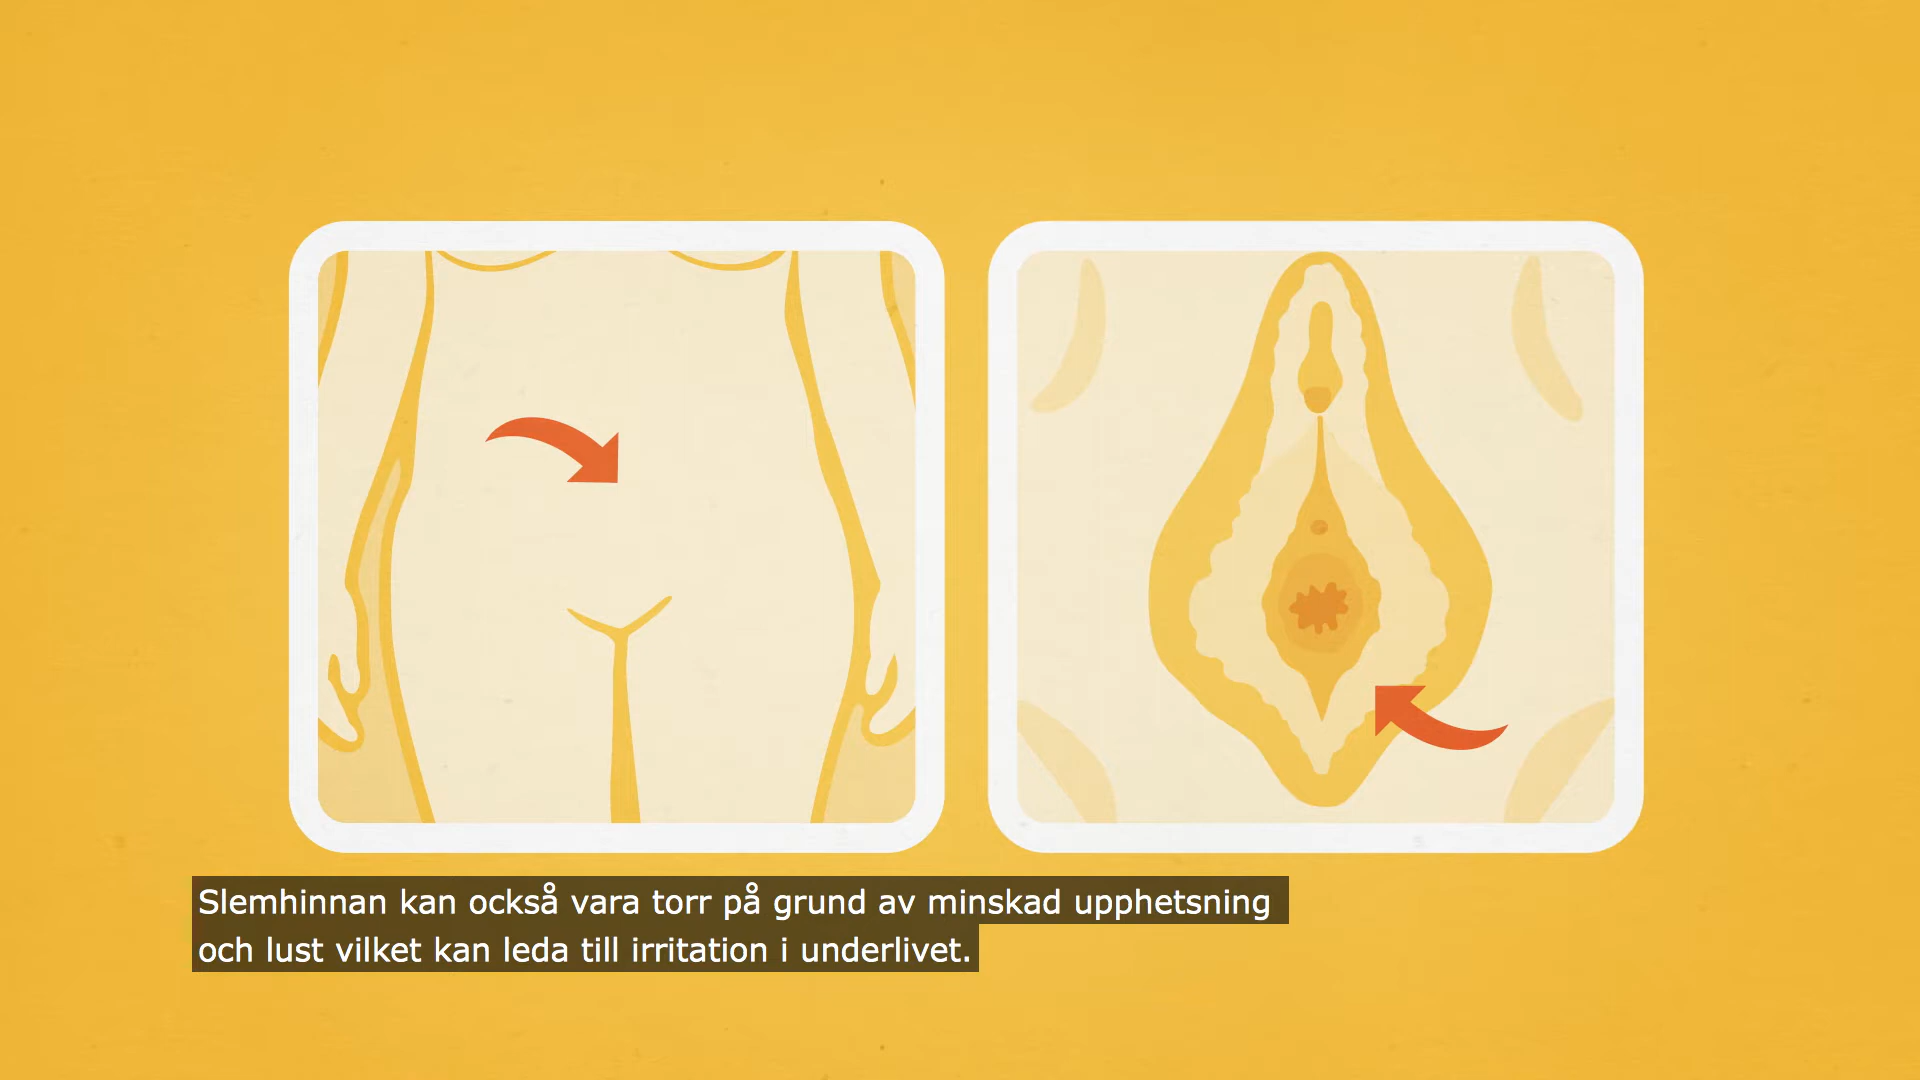 Slemhinnan kan också vara torr på grund av minskad upphetsning
och lust vilket kan leda till irritation i underlivet.